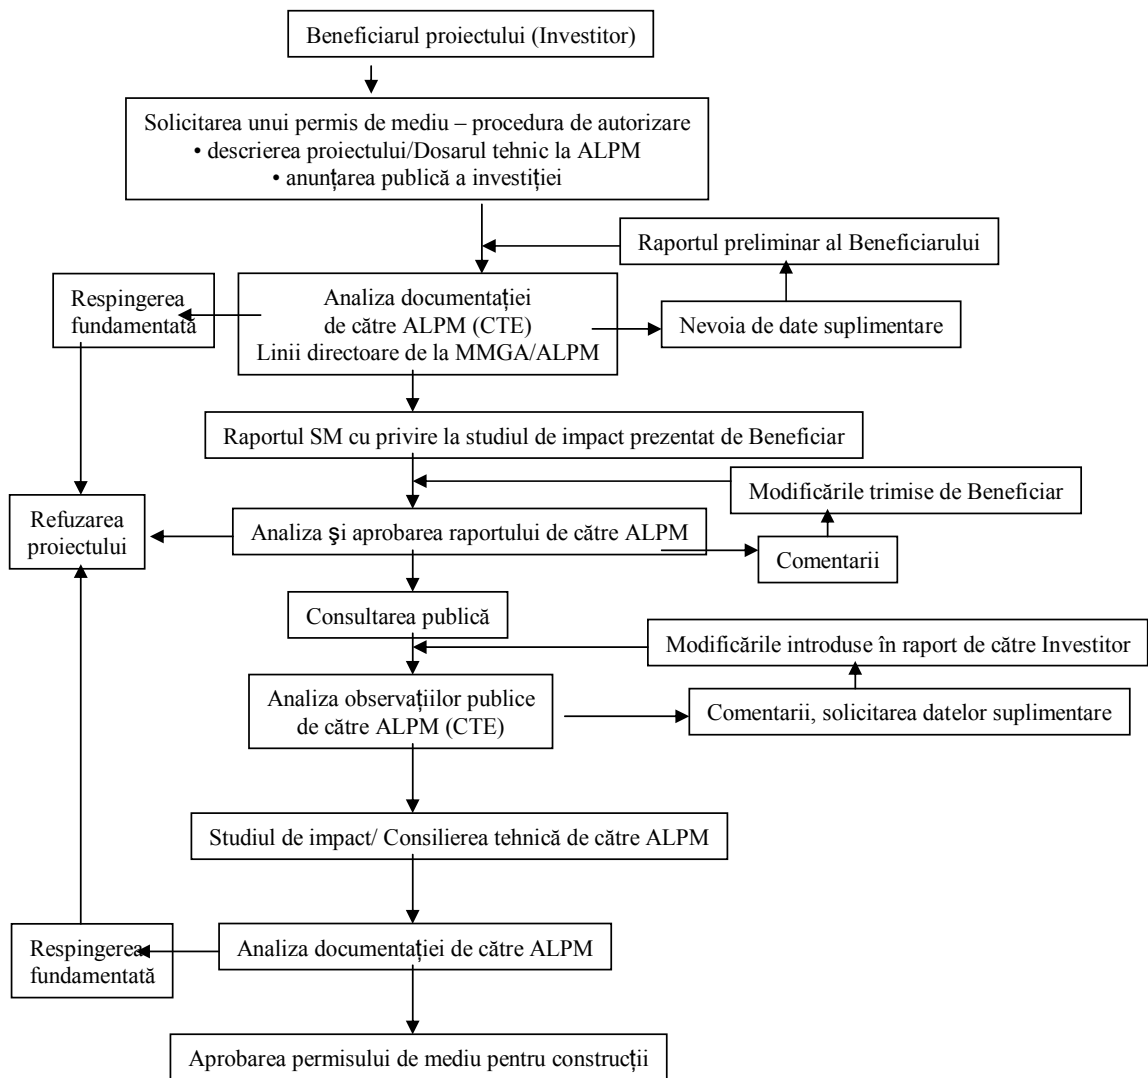 Beneficiarul proiectului (Investitor)
Solicitarea unui permis de mediu – procedura de autorizare
• descrierea proiectului/Dosarul tehnic la ALPM
• anunțarea publică a investiției
Raportul preliminar al Beneficiarului
Respingerea
fundamentată
Analiza documentației
de către ALPM (CTE)
Linii directoare de la MMGA/ALPM
Nevoia de date suplimentare
Raportul SM cu privire la studiul de impact prezentat de Beneficiar
Modificările trimise de Beneficiar
Refuzarea
proiectului
Analiza şi aprobarea raportului de către ALPM
Comentarii
Consultarea publică
Modificările introduse în raport de către Investitor
Analiza observațiilor publice
de către ALPM (CTE)
Comentarii, solicitarea datelor suplimentare
Studiul de impact/ Consilierea tehnică de către ALPM
Respingerea
fundamentată
Analiza documentației de către ALPM
Aprobarea permisului de mediu pentru construcții